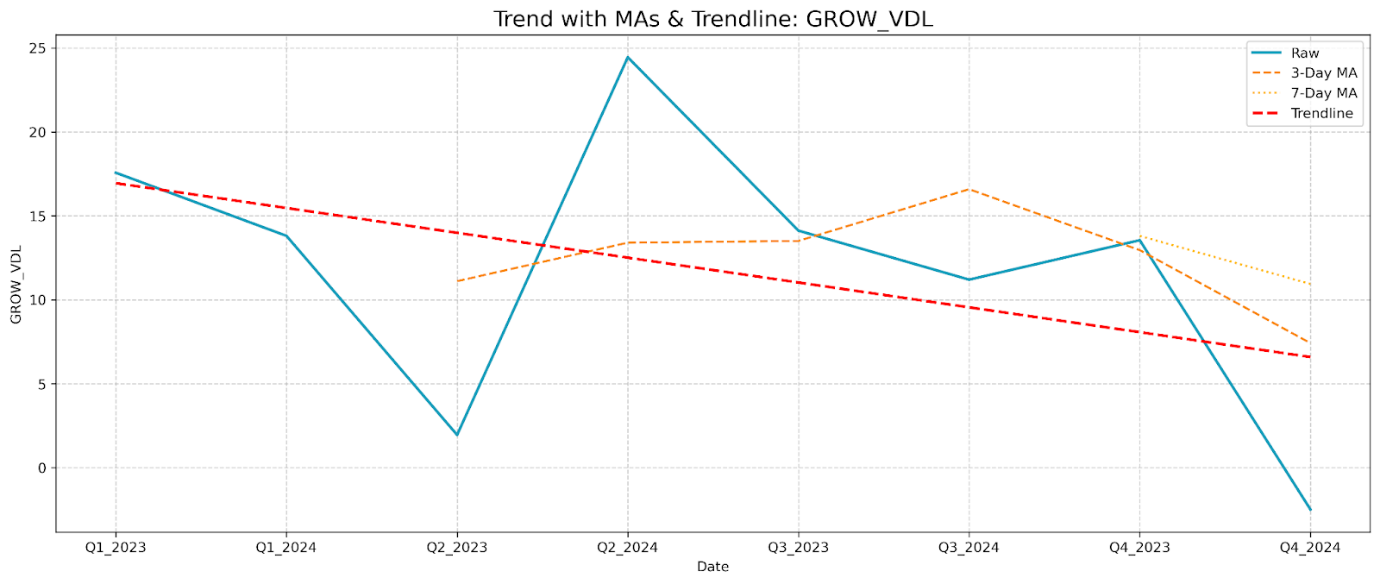 Trend with MAs & Trendline: GROW_VDL
Raw
3-Day MA
7-Day MA
Trendline
GROW_VDL
25
20
15
10
5
0
Q1_2023 Q1_2024 Q2_2023 Q2_2024 Q3_2023 Q3_2024 Q4_2023 Q4_2024
Date